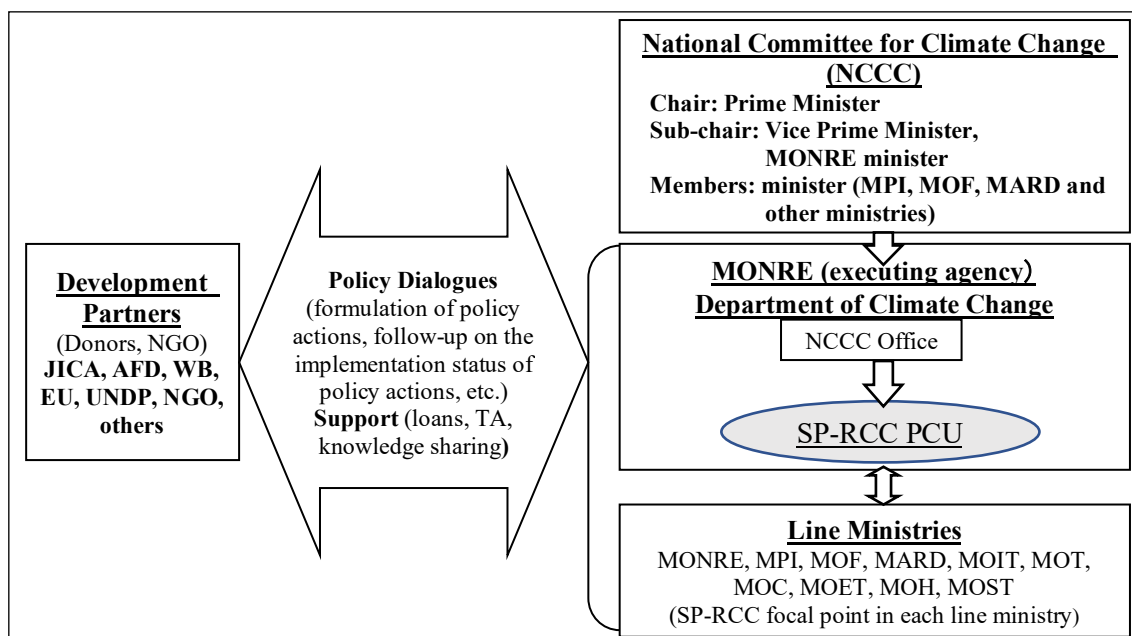 National Committee for Climate Change
(NCCC)
Chair: Prime Minister
Sub-chair: Vice Prime Minister,
MONRE minister
Members: minister (MPI, MOF, MARD and
other ministries)
Development
Partners
(Donors, NGO)
JICA, AFD, WB,
EU, UNDP, NGO,
others
Policy Dialogues
(formulation of policy
actions, follow-up on the
implementation status of
policy actions, etc.)
Support (loans, TA,
knowledge sharing)
MONRE (executing agency)
Department of Climate Change
NCCC Office
SP-RCC PCU
Line Ministries
MONRE, MPI, MOF, MARD, MOIT, MOT,
MOC, MOET, MOH, MOST
(SP-RCC focal point in each line ministry)